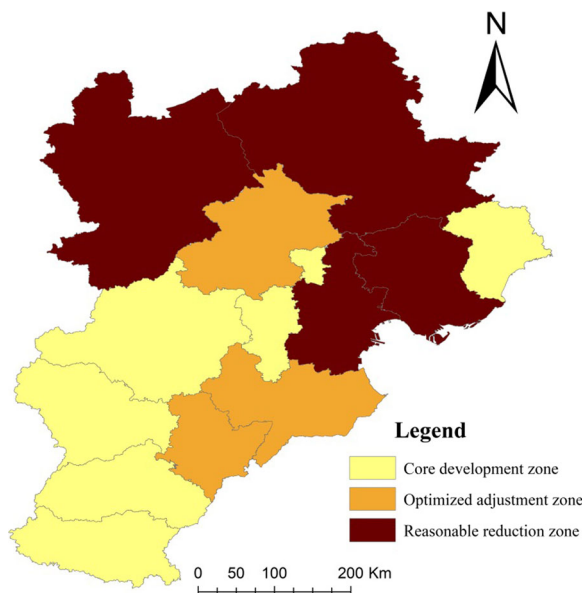 N
Legend
Core development zone
Optimized adjustment zone
Reasonable reduction zone
0 50 100 200 Km